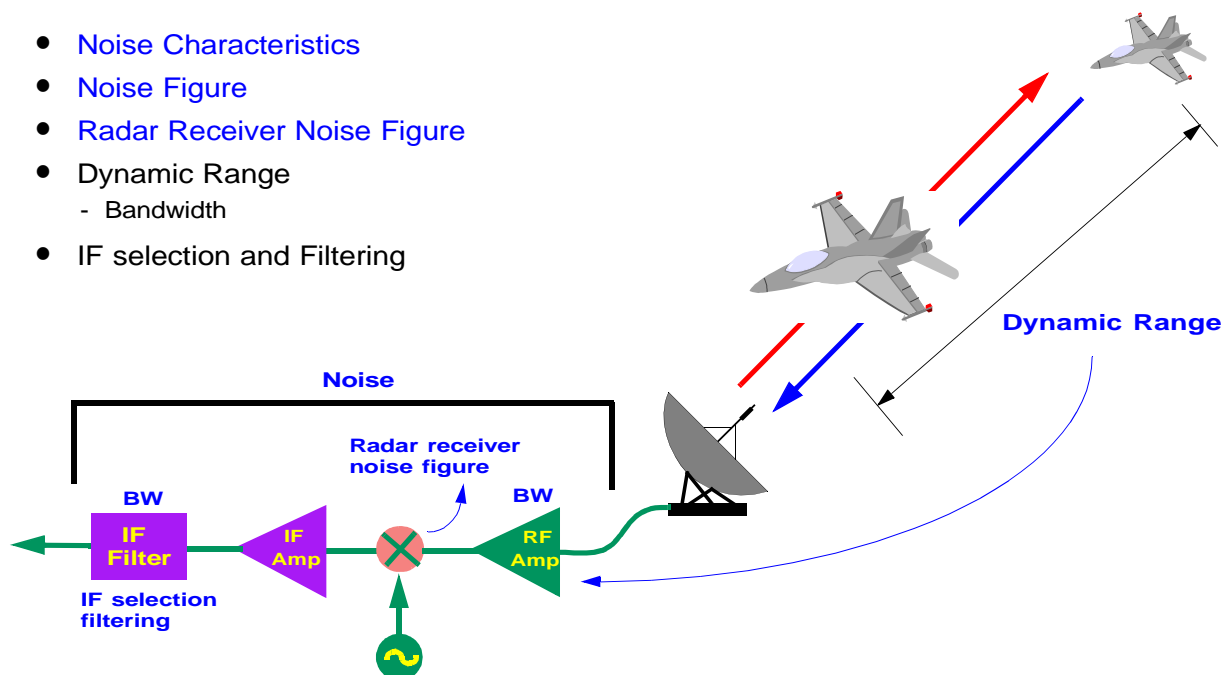 ● Noise Characteristics
● Noise Figure
● Radar Receiver Noise Figure
● Dynamic Range
- Bandwidth
● IF selection and Filtering
Dynamic Range
Noise
Radar receiver
noise figure
BW
BW
IF
Filter
IF
Amp
RF
Amp
IF selection
filtering